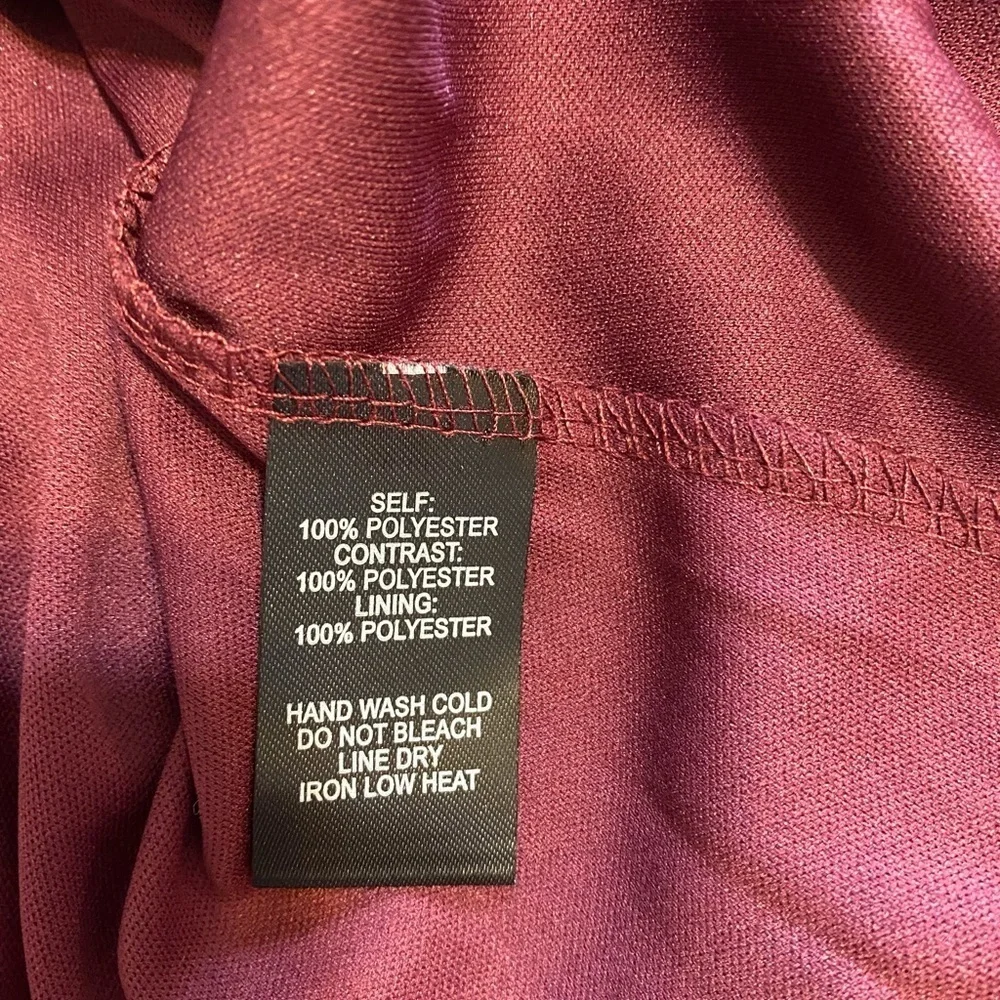 SELF:
100% POLYESTER
CONTRAST:
100% POLYESTER
LINING:
100% POLYESTER
HAND WASH COLD
DO NOT BLEACH
LINE DRY
IRON LOW HEAT